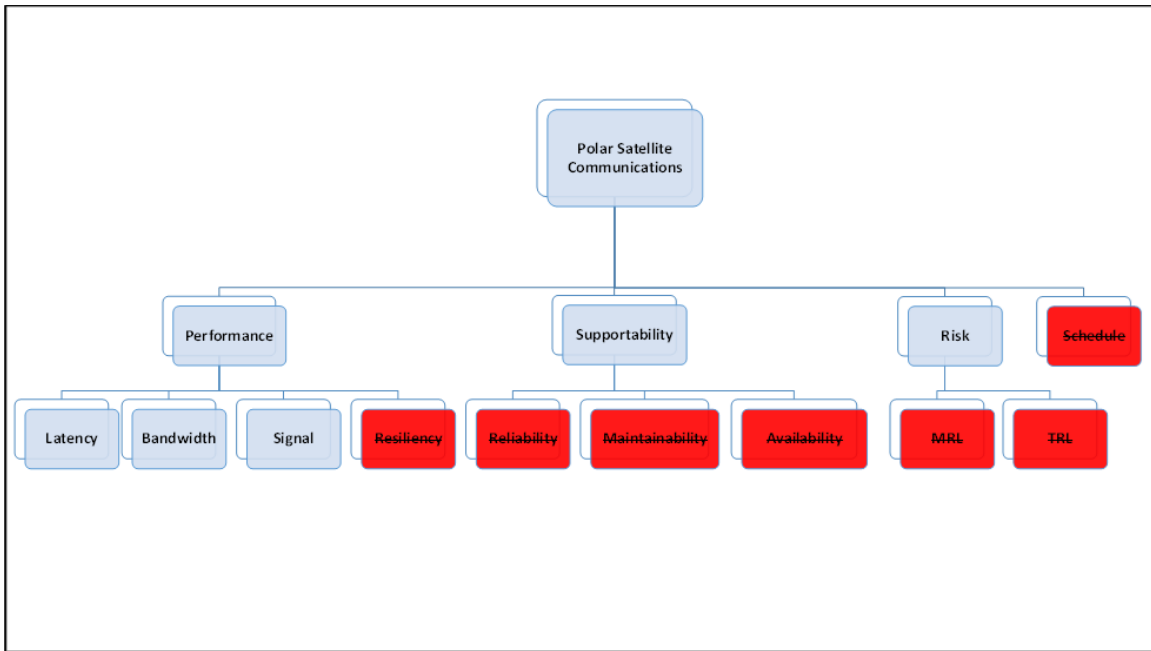 Polar Satellite
Communications
Performance
Supportability
Risk
Schedule
Latency
Bandwidth
Signal
Resiliency
Reliability
Maintainability
Availability
MRL
TRL